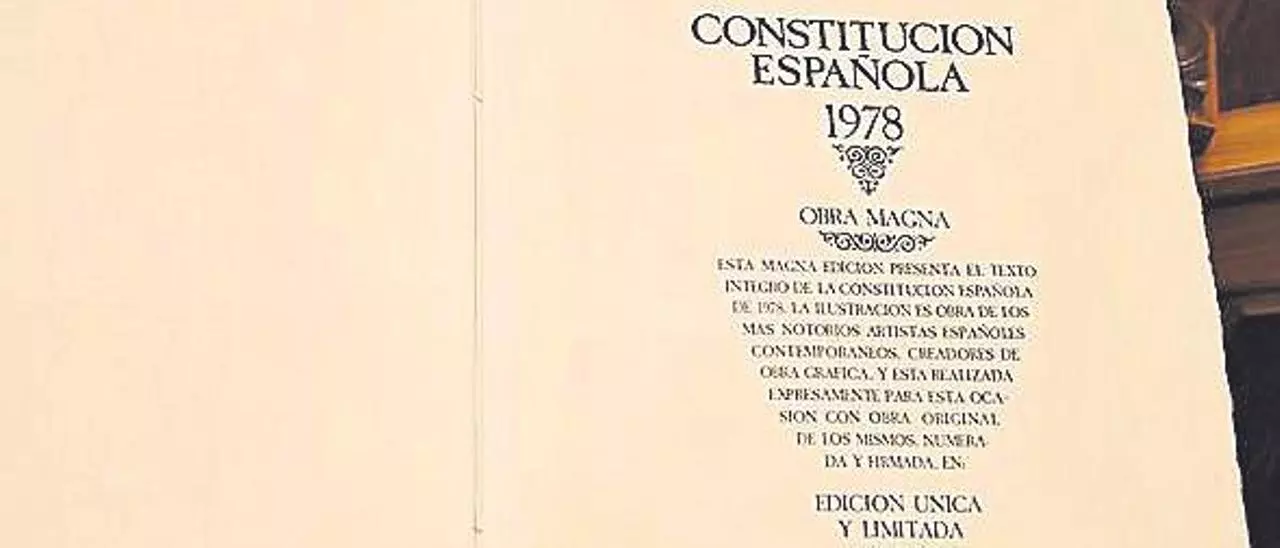 CONSTITUCION
ESPAÑOLA
1978
OBRA MAGNA
ESTA MAGNA EDICION PRESENTA EL TEXTO
INTEGRO DE LA CONSTITUCION ESPAÑOLA
DE 1978. LA ILUSTRACION ES OBRA DE LOS
MAS NOTORIOS ARTISTAS ESPAÑOLES
CONTEMPORANEOS, CREADORES DE
OBRA GRAFICA, Y ESTA REALIZADA
EXPRESAMENTE PARA ESTA OCA-
SION CON OBRA ORIGINAL
DE LOS MISMOS, NUMERA-
DA Y FIRMADA, EN:
EDICION UNICA
Y LIMITADA